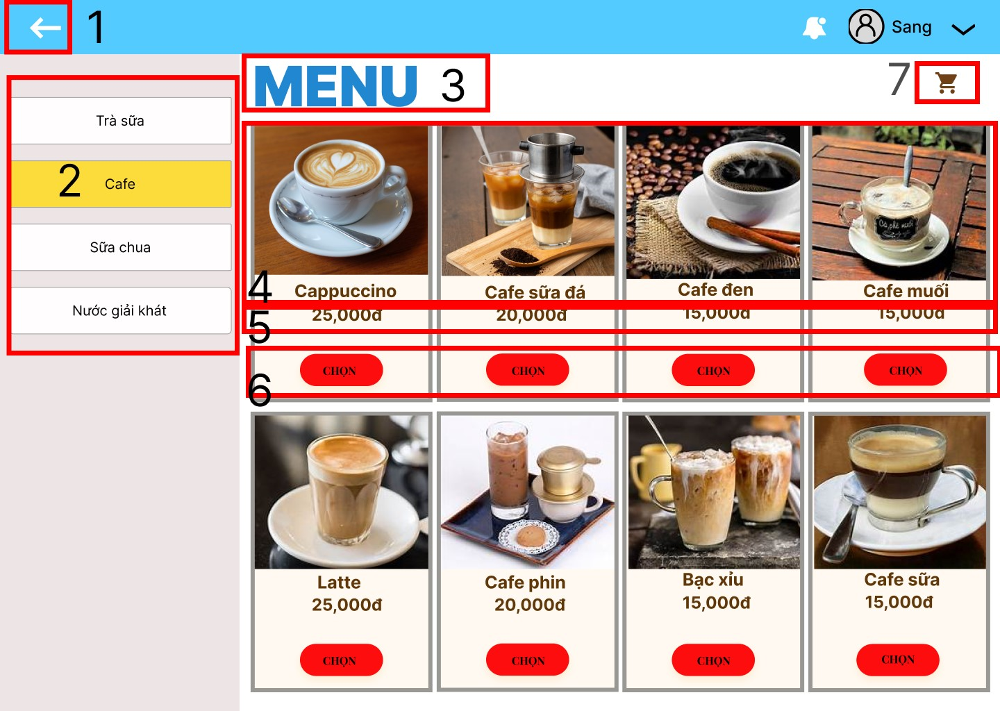 1
Sang
MENU 3
7
Trà sữa
2 Cafe
Sữa chua
Nước giải khát
Cà phê muối
4
Cappuccino
Cafe sữa đá
Cafe đen
Cafe muối
5
25,000đ
20,000đ
15,000đ
15,000đ
6
CHỌN
CHỌN
CHỌN
CHỌN
Latte
Cafe phin
Bạc xỉu
Cafe sữa
25,000đ
20,000đ
15,000đ
15,000đ
CHỌN
CHỌN
CHỌN
CHỌN